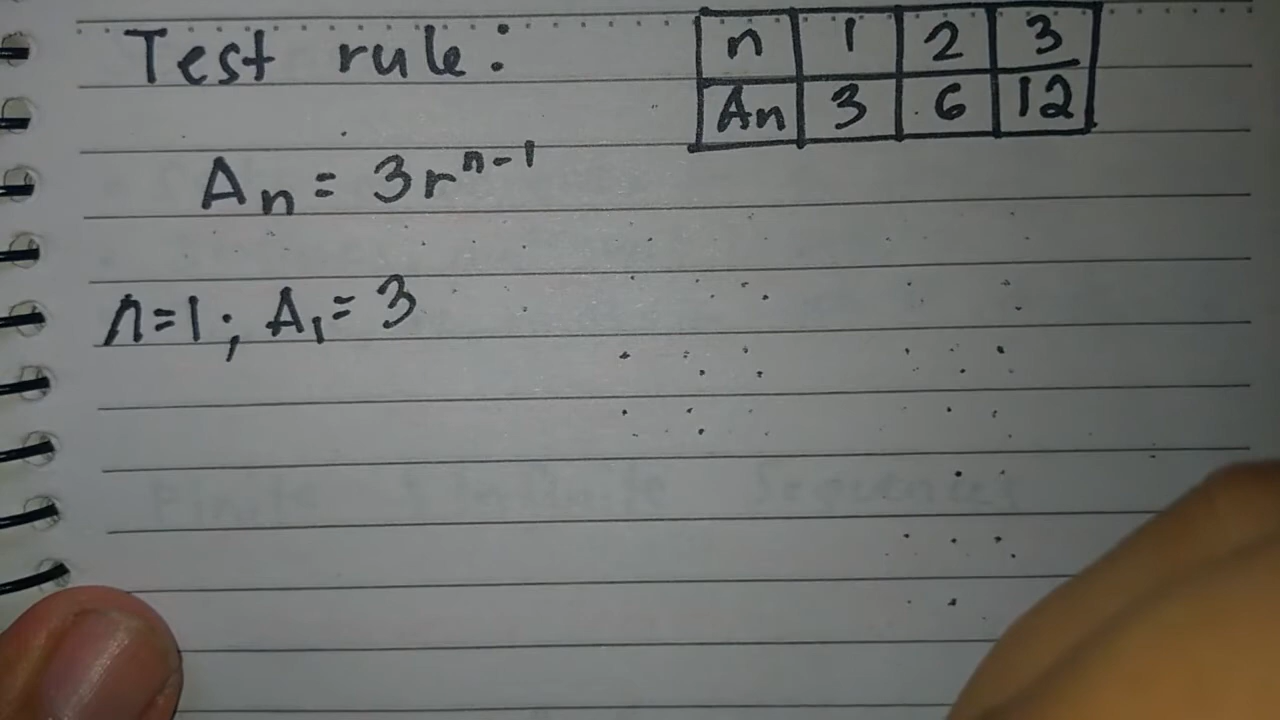 Test rule:
n 1 2 3
An 3 6 12
An = 3r^{n-1}
n=1; A₁= 3